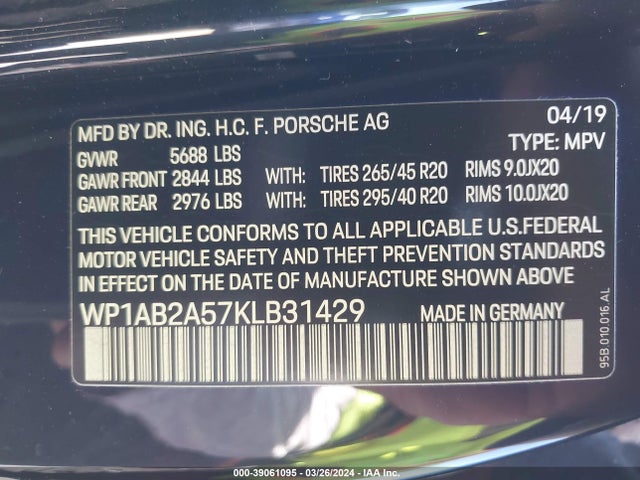 MFD BY DR. ING. H.C. F. PORSCHE AG 04/19
GVWR 5688 LBS TYPE: MPV
GAWR FRONT 2844 LBS WITH: TIRES 265/45 R20 RIMS 9.0JX20
GAWR REAR 2976 LBS WITH: TIRES 295/40 R20 RIMS 10.0JX20
THIS VEHICLE CONFORMS TO ALL APPLICABLE U.S.FEDERAL
MOTOR VEHICLE SAFETY AND THEFT PREVENTION STANDARDS
IN EFFECT ON THE DATE OF MANUFACTURE SHOWN ABOVE
WP1AB2A57KLB31429 MADE IN GERMANY
95B.010.016.AL
000-39061095 - 03/26/2024 - IAA Inc.